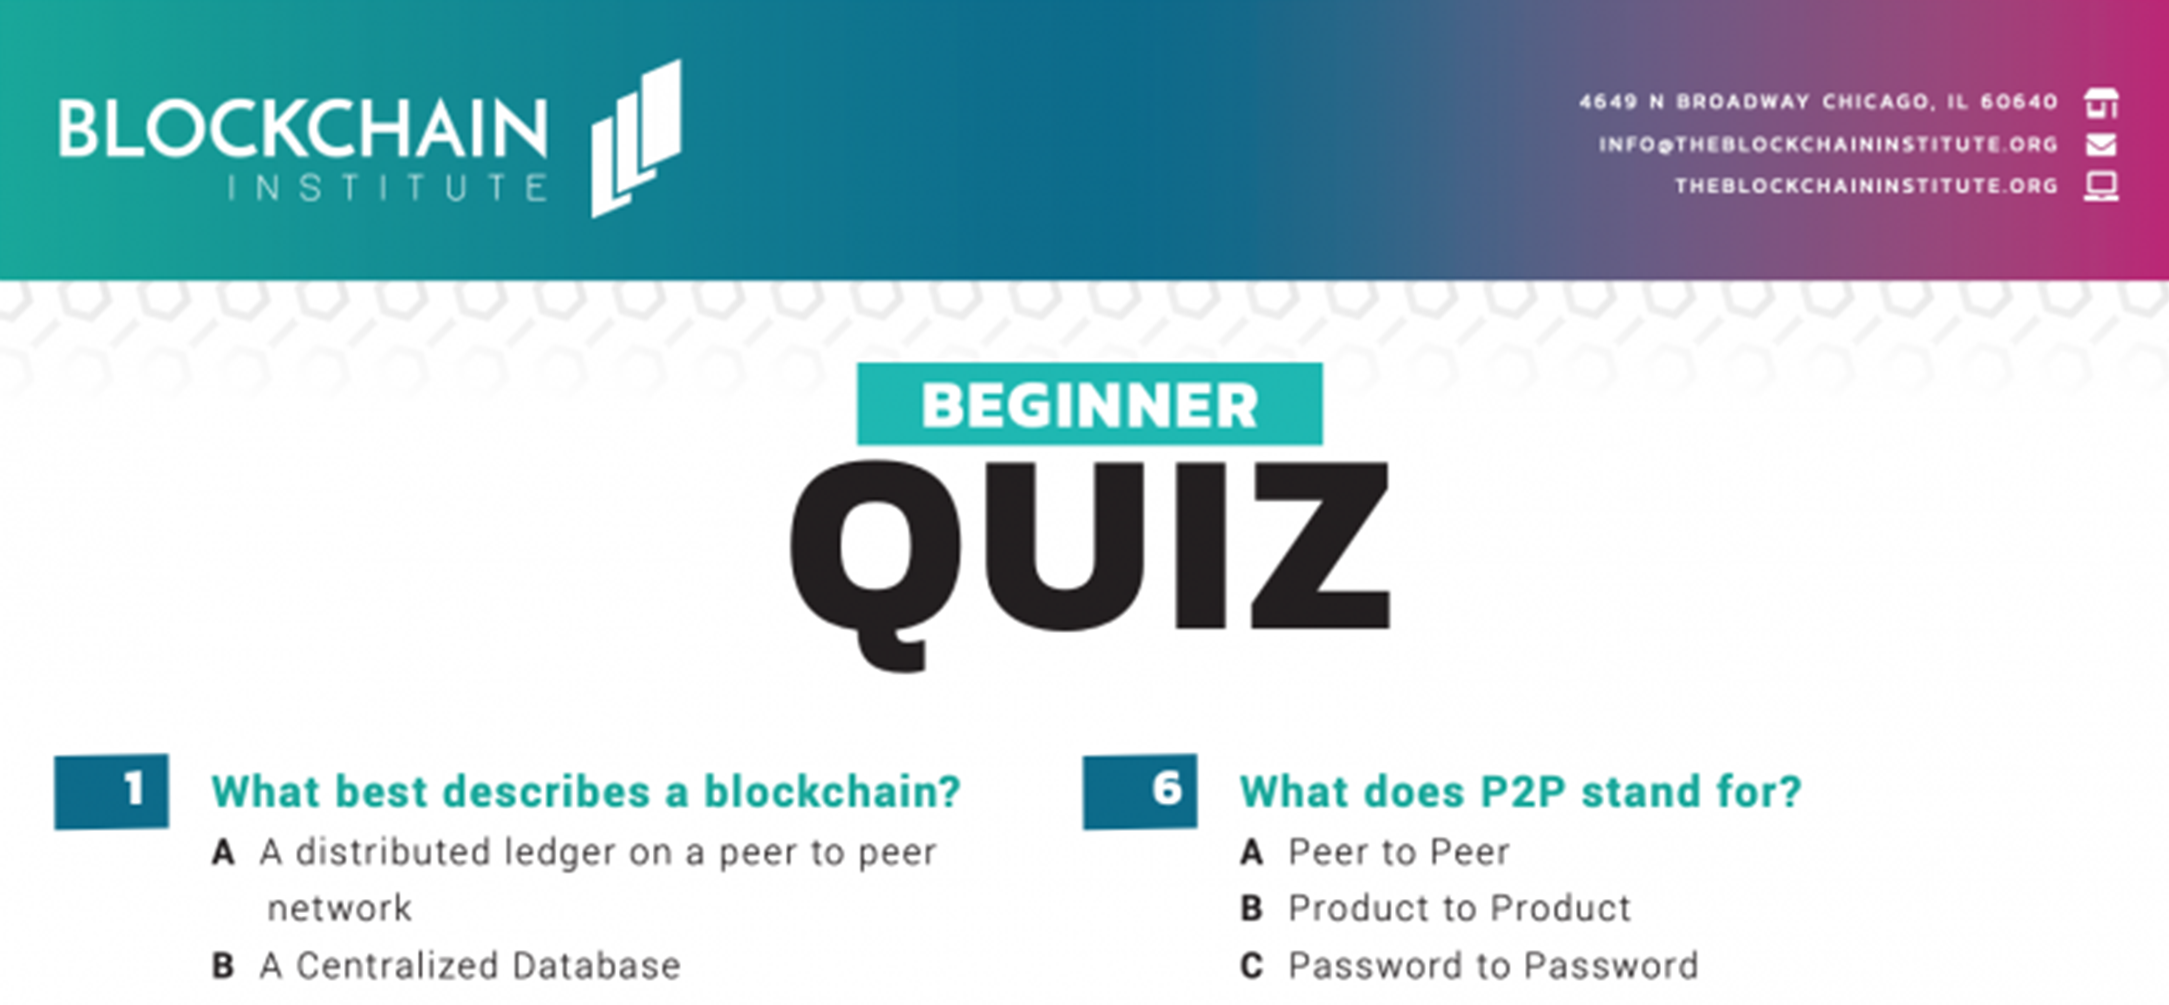 BLOCKCHAIN
INSTITUTE
4649 N BROADWAY CHICAGO, IL 60640
INFO@THEBLOCKCHAININSTITUTE.ORG
THEBLOCKCHAININSTITUTE.ORG
BEGINNER
QUIZ
1 What best describes a blockchain?
A A distributed ledger on a peer to peer
network
B A Centralized Database
6 What does P2P stand for?
A Peer to Peer
B Product to Product
C Password to Password